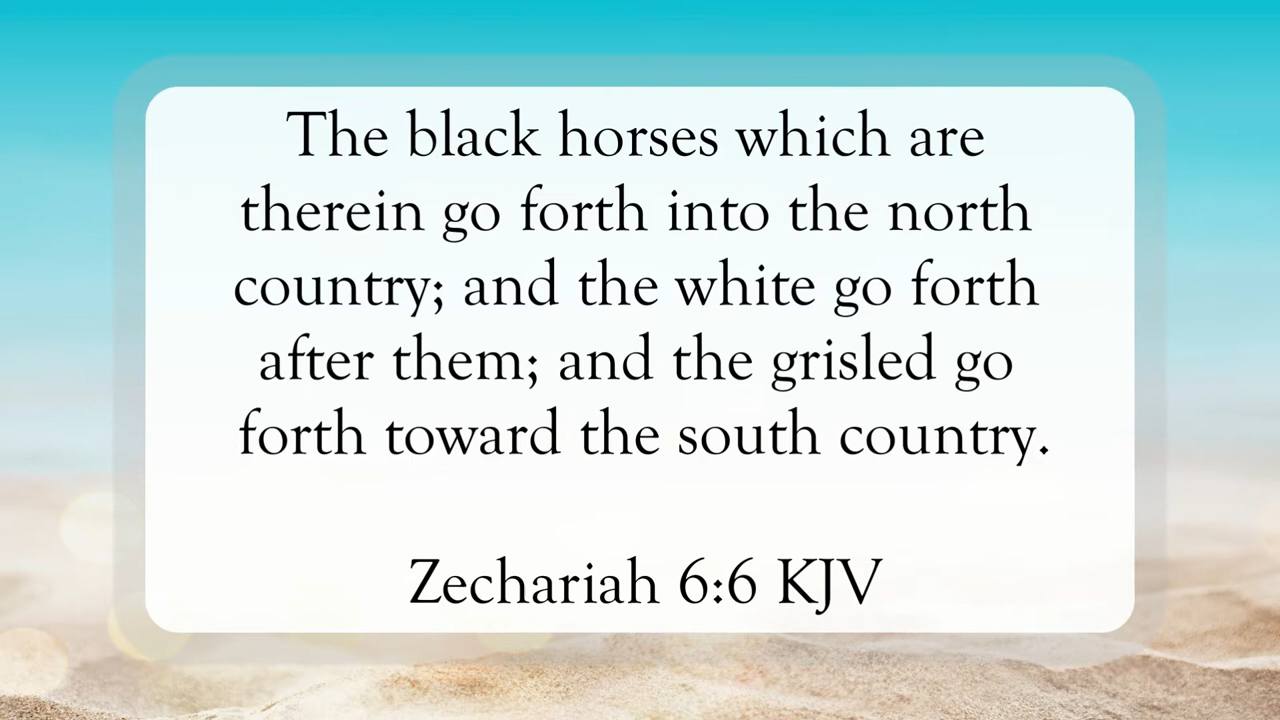 The black horses which are
therein go forth into the north
country; and the white go forth
after them; and the grisled go
forth toward the south country.
Zechariah 6:6 KJV